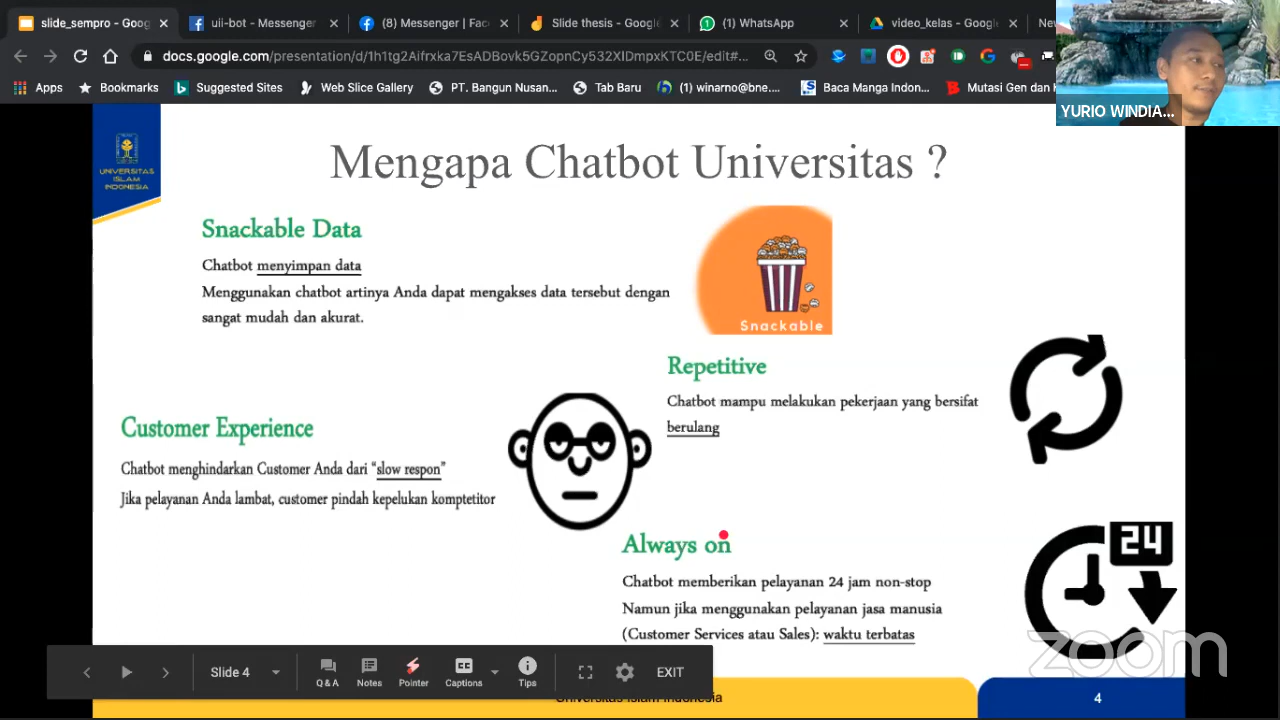 slide_sempro - Goog
uii-bot - Messenger
(8) Messenger | Fac
Slide thesis - Google
(1) WhatsApp
video_kelas - Google
docs.google.com/presentation/d/1h1tg2Aifrxka7EsADBovk5GZopnCy532XIDmpxKTC0E/edit#...
Apps
Bookmarks
Suggested Sites
Web Slice Gallery
PT. Bangun Nusan...
Tab Baru
(1) winarno@bne....
Baca Manga Indon...
Mutasi Gen dan K
YURIO WINDIA...
UNIVERSITAS
ISLAM
INDONESIA
Mengapa Chatbot Universitas ?
Snackable Data
Chatbot menyimpan data
Menggunakan chatbot artinya Anda dapat mengakses data tersebut dengan
sangat mudah dan akurat.
Snackable
Repetitive
Chatbot mampu melakukan pekerjaan yang bersifat
berulang
Customer Experience
Chatbot menghindarkan Customer Anda dari “slow respon”
Jika pelayanan Anda lambat, customer pindah kepelukan komptetitor
Always on
Chatbot memberikan pelayanan 24 jam non-stop
Namun jika menggunakan pelayanan jasa manusia
(Customer Services atau Sales): waktu terbatas
24
zoom
Slide 4
Q & A
Notes
Pointer
Captions
Tips
EXIT
Universitas Islam Indonesia
4